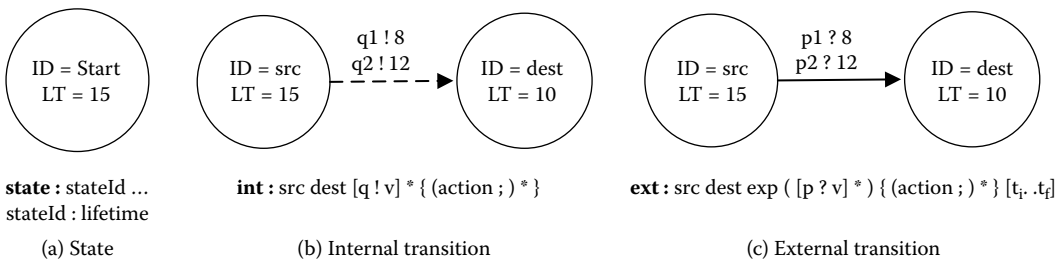 ID = Start
LT = 15
ID = src
LT = 15
q1 ! 8
q2 ! 12
ID = dest
LT = 10
ID = src
LT = 15
p1 ? 8
p2 ? 12
ID = dest
LT = 10
state : stateId ...
stateId : lifetime
int : src dest [q ! v] * { (action ; ) * }
ext : src dest exp ( [p ? v] * ) { (action ; ) * } [ti. .tf]
(a) State
(b) Internal transition
(c) External transition